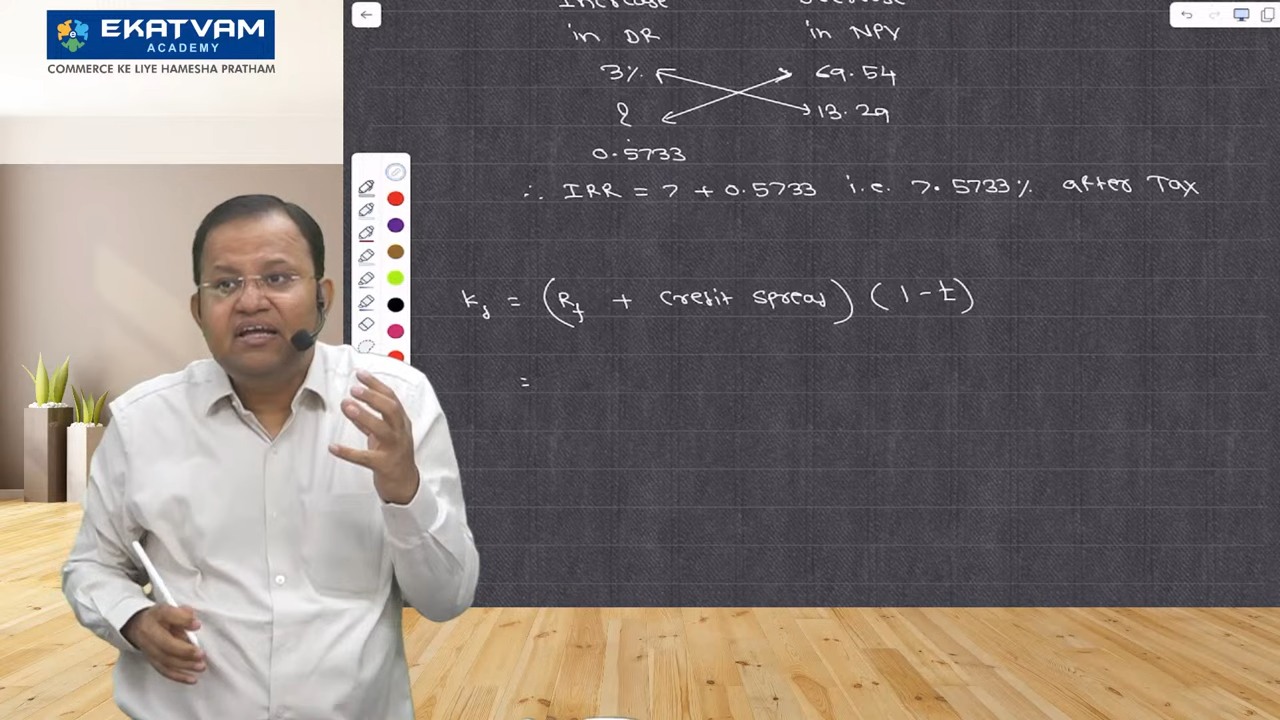 EKATVAM
ACADEMY
COMMERCE KE LIYE HAMESHA PRATHAM
Increase
in DR
in NPV
3% 69.54
? 13.29
0.5733
∴ IRR = 7 + 0.5733 i.e. 7.5733% after Tax
Kd = (Rf + credit spread) (1-t)
=